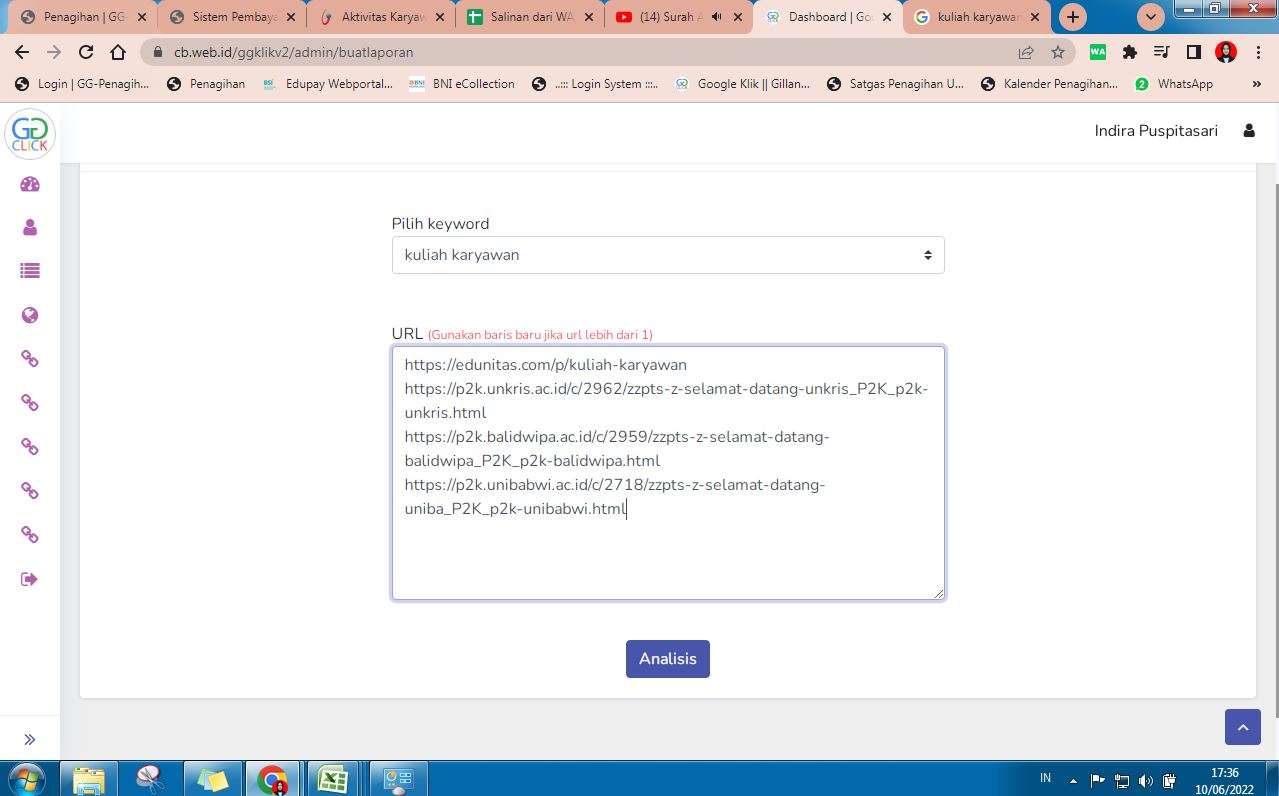 Penagihan | GG-
Sistem Pembaya
Aktivitas Karyaw
Salinan dari WA
(14) Surah A
Dashboard | Go
kuliah karyawan
cb.web.id/ggklikv2/admin/buatlaporan
WA
Login | GG-Penagih...
Penagihan
Edupay Webportal...
BNI eCollection
..::: Login System :::..
Google Klik || Gillan...
Satgas Penagihan U...
Kalender Penagihan...
2
WhatsApp
»
GG
CLICK
Indira Puspitasari
Pilih keyword
kuliah karyawan
URL (Gunakan baris baru jika url lebih dari 1)
https://edunitas.com/p/kuliah-karyawan
https://p2k.unkris.ac.id/c/2962/zzpts-z-selamat-datang-unkris_P2K_p2k-
unkris.html
https://p2k.balidwipa.ac.id/c/2959/zzpts-z-selamat-datang-
balidwipa_P2K_p2k-balidwipa.html
https://p2k.unibabwi.ac.id/c/2718/zzpts-z-selamat-datang-
uniba_P2K_p2k-unibabwi.html
Analisis
IN
17:36
10/06/2022